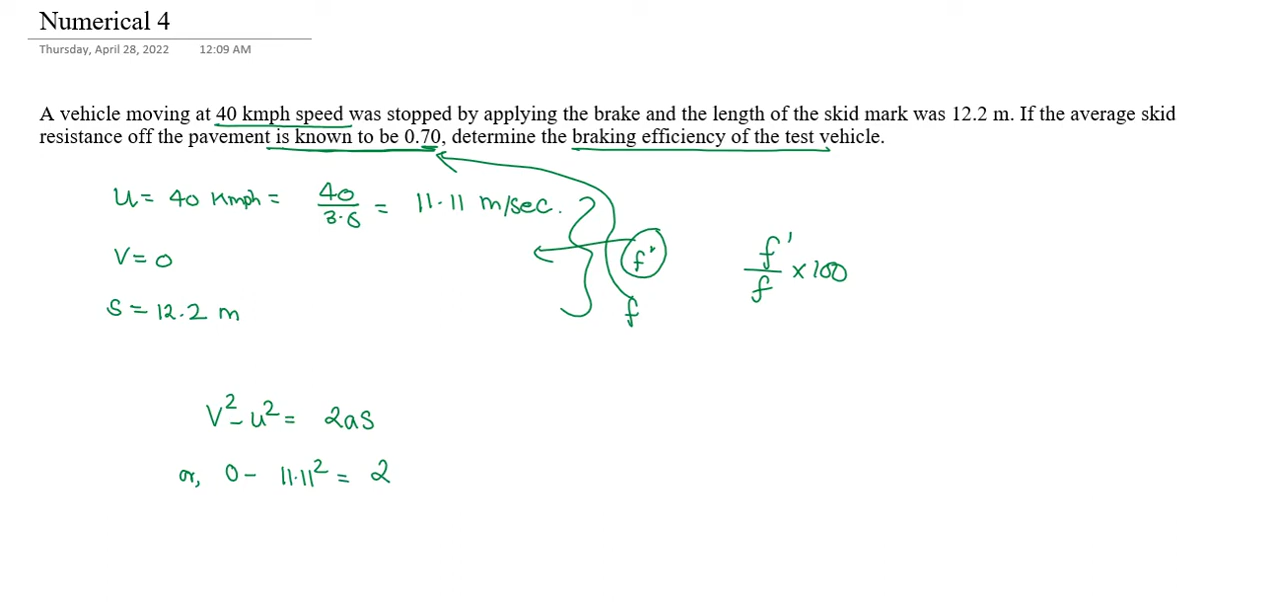 Numerical 4
Thursday, April 28, 2022 12:09 AM
A vehicle moving at 40 kmph speed was stopped by applying the brake and the length of the skid mark was 12.2 m. If the average skid
resistance off the pavement is known to be 0.70, determine the braking efficiency of the test vehicle.
u = 40 Kmph = 40/3.6 = 11.11 m/sec.
V = 0
f'
f
f'/f × 100
S = 12.2 m
V² - u² = 2as
or, 0 - 11.11² = 2